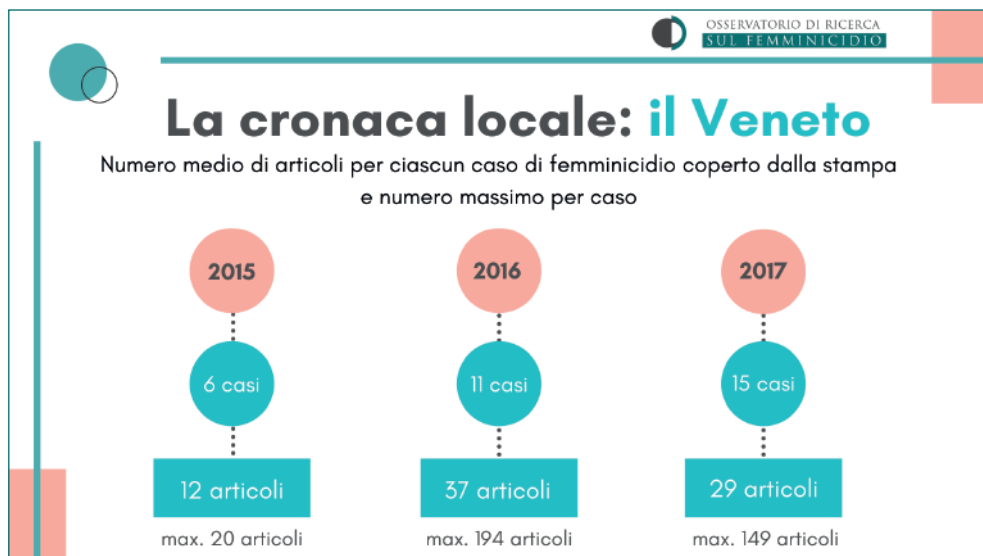 OSSERVATORIO DI RICERCA
SUL FEMMINICIDIO
La cronaca locale: il Veneto
Numero medio di articoli per ciascun caso di femminicidio coperto dalla stampa
e numero massimo per caso
2015
2016
2017
6 casi
11 casi
15 casi
12 articoli
37 articoli
29 articoli
max. 20 articoli
max. 194 articoli
max. 149 articoli